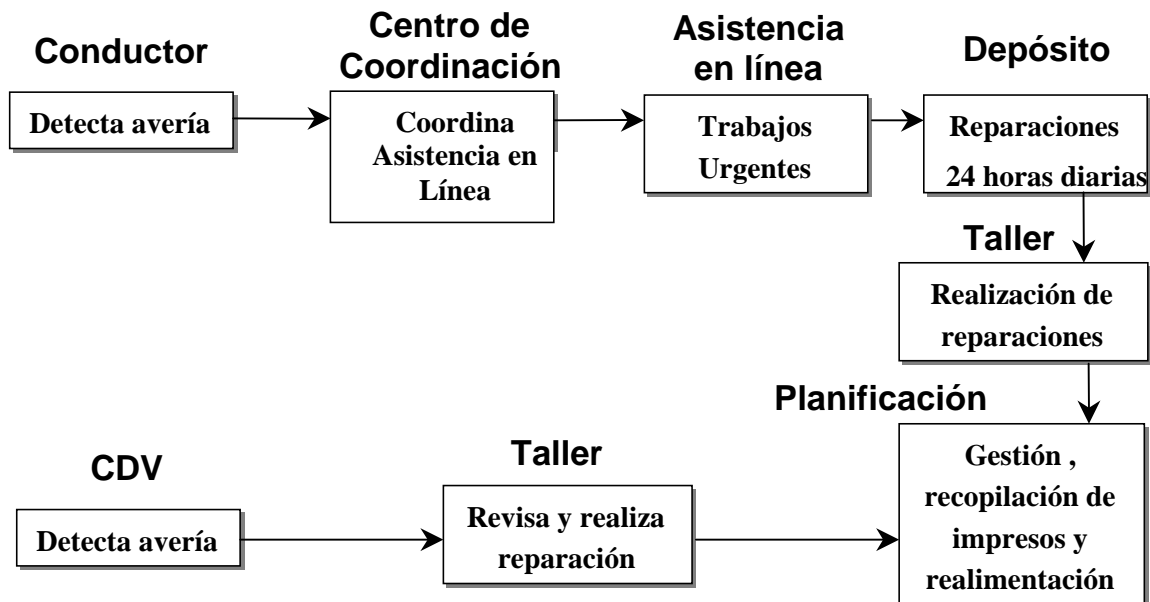 Conductor
Detecta avería
Centro de
Coordinación
Coordina
Asistencia en
Línea
Asistencia
en línea
Trabajos
Urgentes
Depósito
Reparaciones
24 horas diarias
Taller
Realización de
reparaciones
Planificación
Gestión ,
recopilación de
impresos y
realimentación
CDV
Detecta avería
Taller
Revisa y realiza
reparación